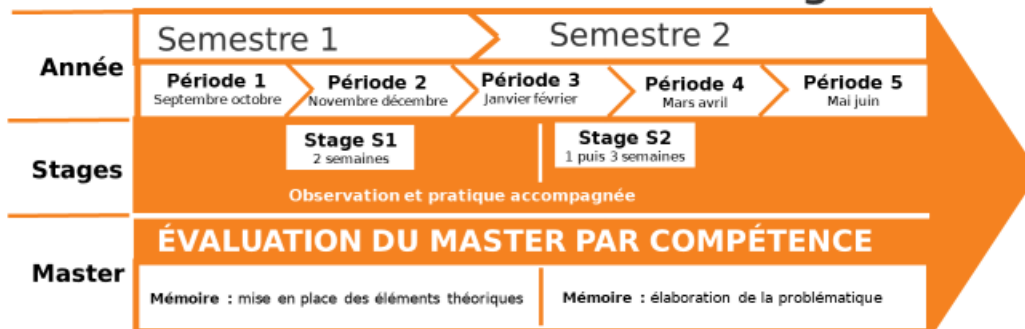 Semestre 1
Semestre 2
Année
Période 1
Septembre octobre
Période 2
Novembre décembre
Période 3
Janvier février
Période 4
Mars avril
Période 5
Mai juin
Stages
Stage S1
2 semaines
Stage S2
1 puis 3 semaines
Observation et pratique accompagnée
Master
ÉVALUATION DU MASTER PAR COMPÉTENCE
Mémoire : mise en place des éléments théoriques
Mémoire : élaboration de la problématique